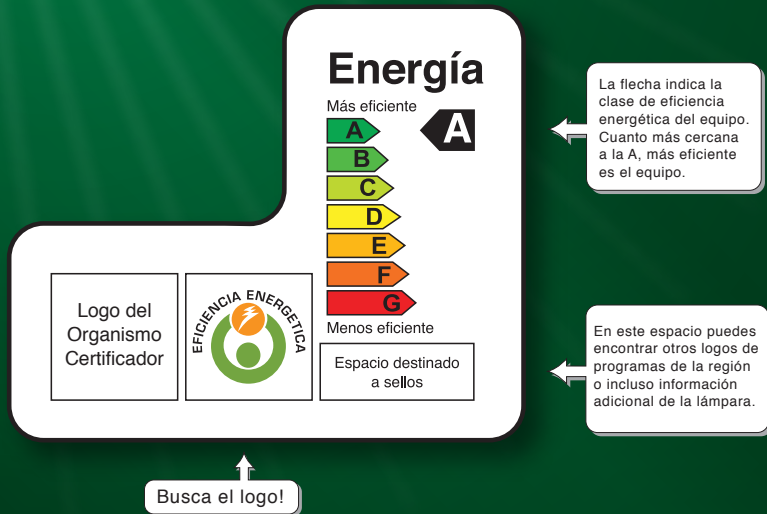 Energía
Más eficiente
A
A
B
C
D
E
F
G
Menos eficiente
Logo del
Organismo
Certificador
EFICIENCIA ENERGETICA
Espacio destinado
a sellos
La flecha indica la
clase de eficiencia
energética del equipo.
Cuanto más cercana
a la A, más eficiente
es el equipo.
En este espacio puedes
encontrar otros logos de
programas de la región
o incluso información
adicional de la lámpara.
Busca el logo!